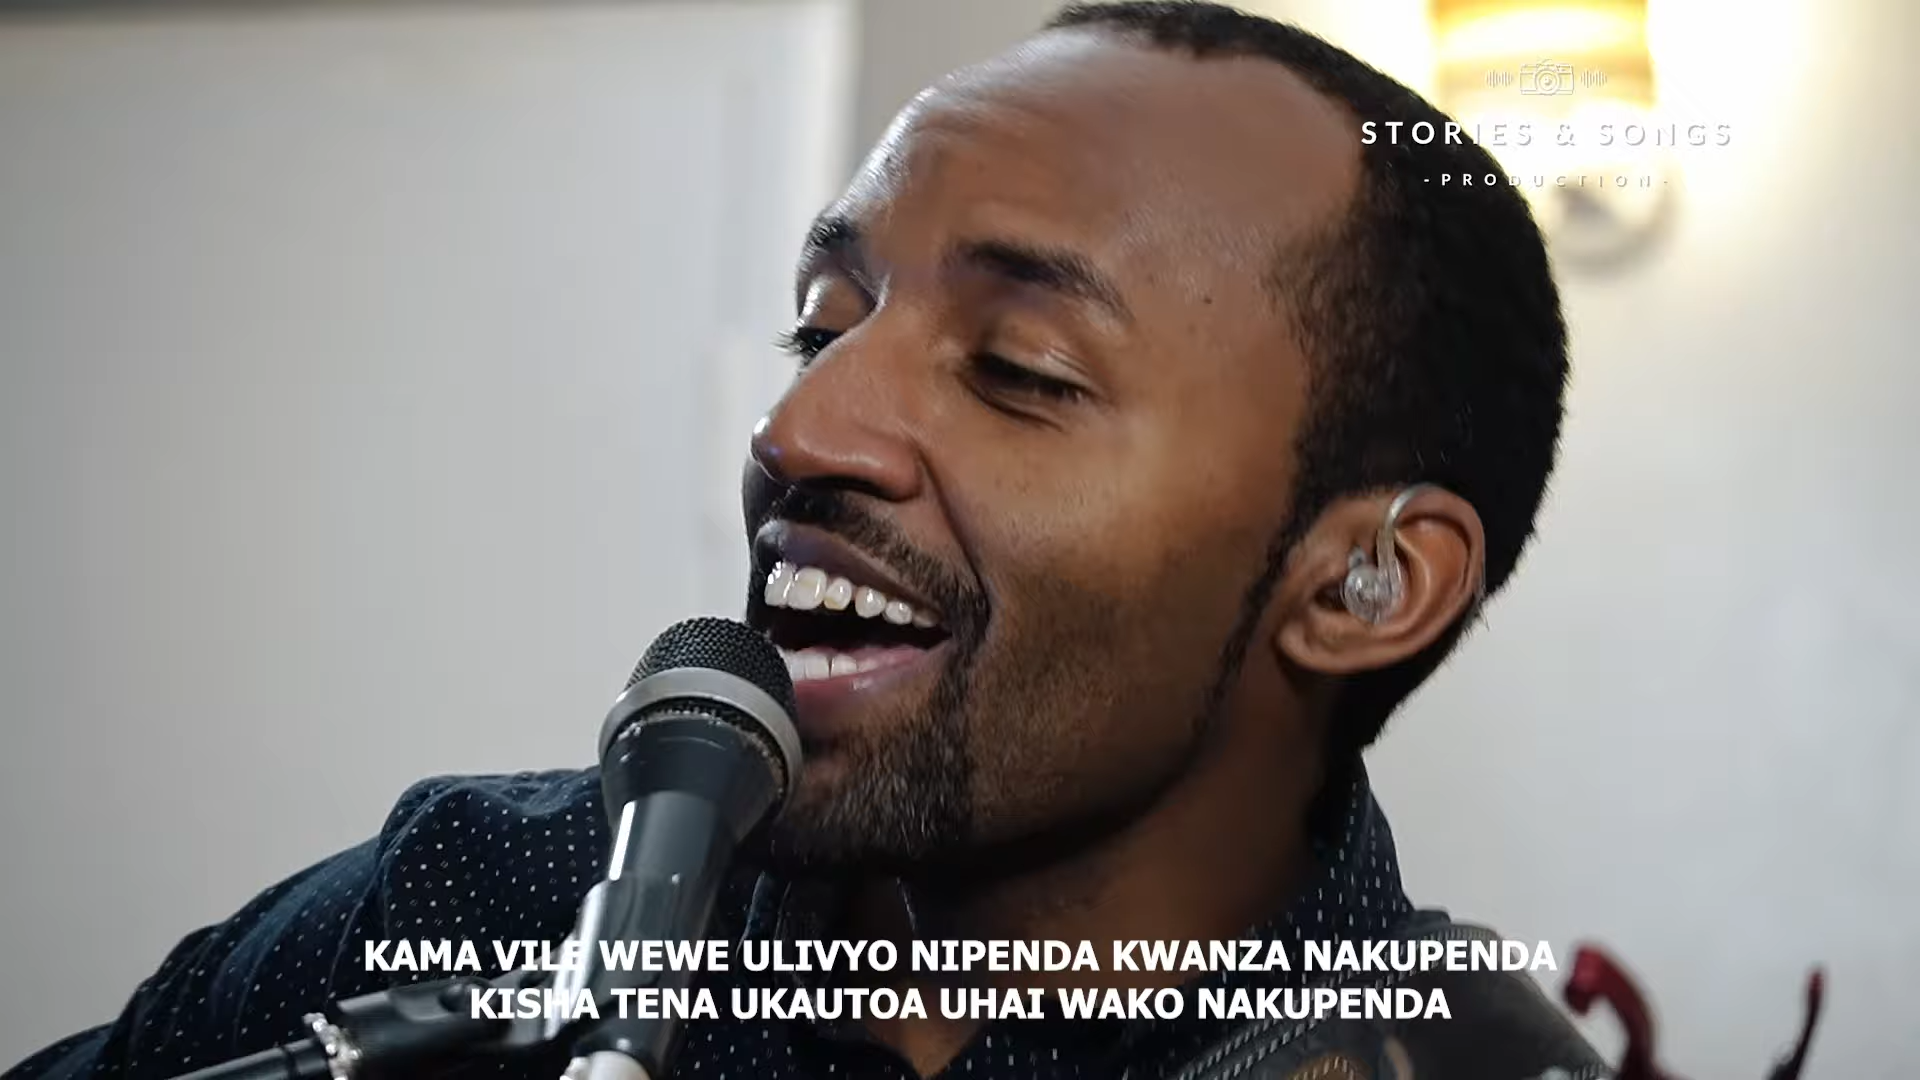 STORIES & SONGS
-PRODUCTION-
KAMA VILE WEWE ULIVYO NIPENDA KWANZA NAKUPENDA
KISHA TENA UKAUTOA UHAI WAKO NAKUPENDA